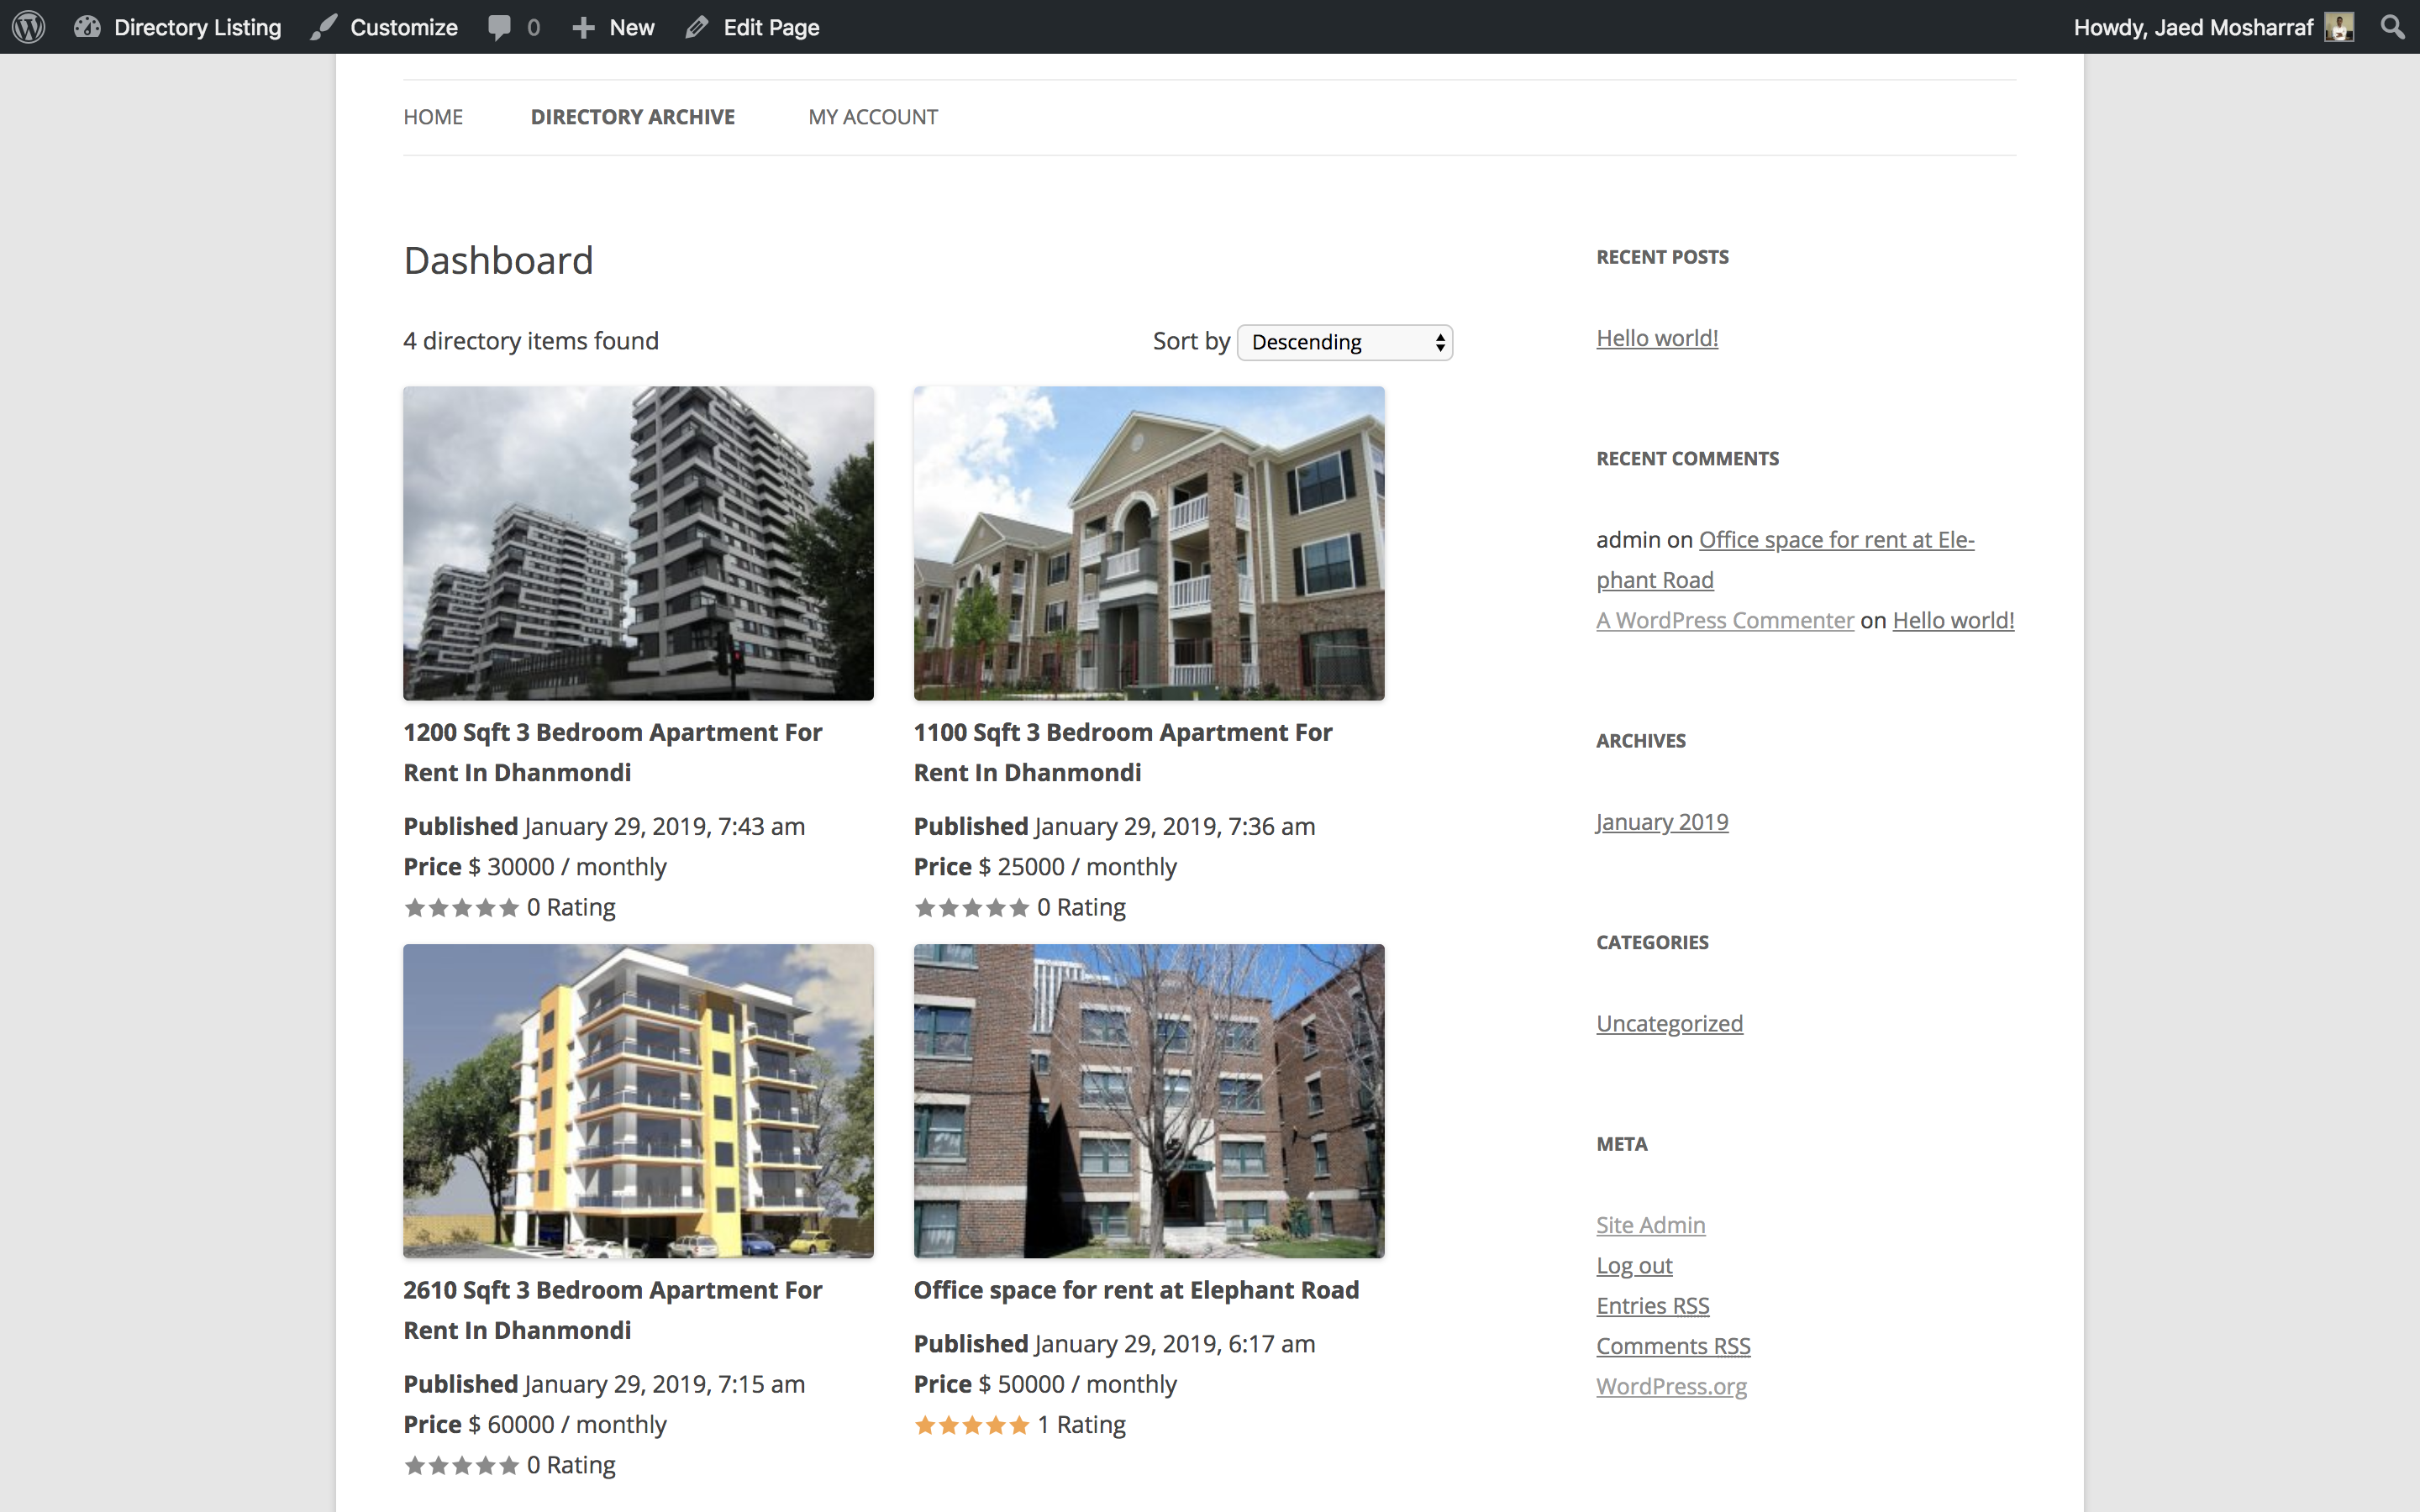 Directory Listing Customize 0 New Edit Page Howdy, Jaed Mosharraf
HOME DIRECTORY ARCHIVE MY ACCOUNT
Dashboard
4 directory items found Sort by Descending
1200 Sqft 3 Bedroom Apartment For
Rent In Dhanmondi
Published January 29, 2019, 7:43 am
Price $ 30000 / monthly
0 Rating
1100 Sqft 3 Bedroom Apartment For
Rent In Dhanmondi
Published January 29, 2019, 7:36 am
Price $ 25000 / monthly
0 Rating
2610 Sqft 3 Bedroom Apartment For
Rent In Dhanmondi
Published January 29, 2019, 7:15 am
Price $ 60000 / monthly
0 Rating
Office space for rent at Elephant Road
Published January 29, 2019, 6:17 am
Price $ 50000 / monthly
1 Rating
RECENT POSTS
Hello world!
RECENT COMMENTS
admin on Office space for rent at Ele-
phant Road
A WordPress Commenter on Hello world!
ARCHIVES
January 2019
CATEGORIES
Uncategorized
META
Site Admin
Log out
Entries RSS
Comments RSS
WordPress.org